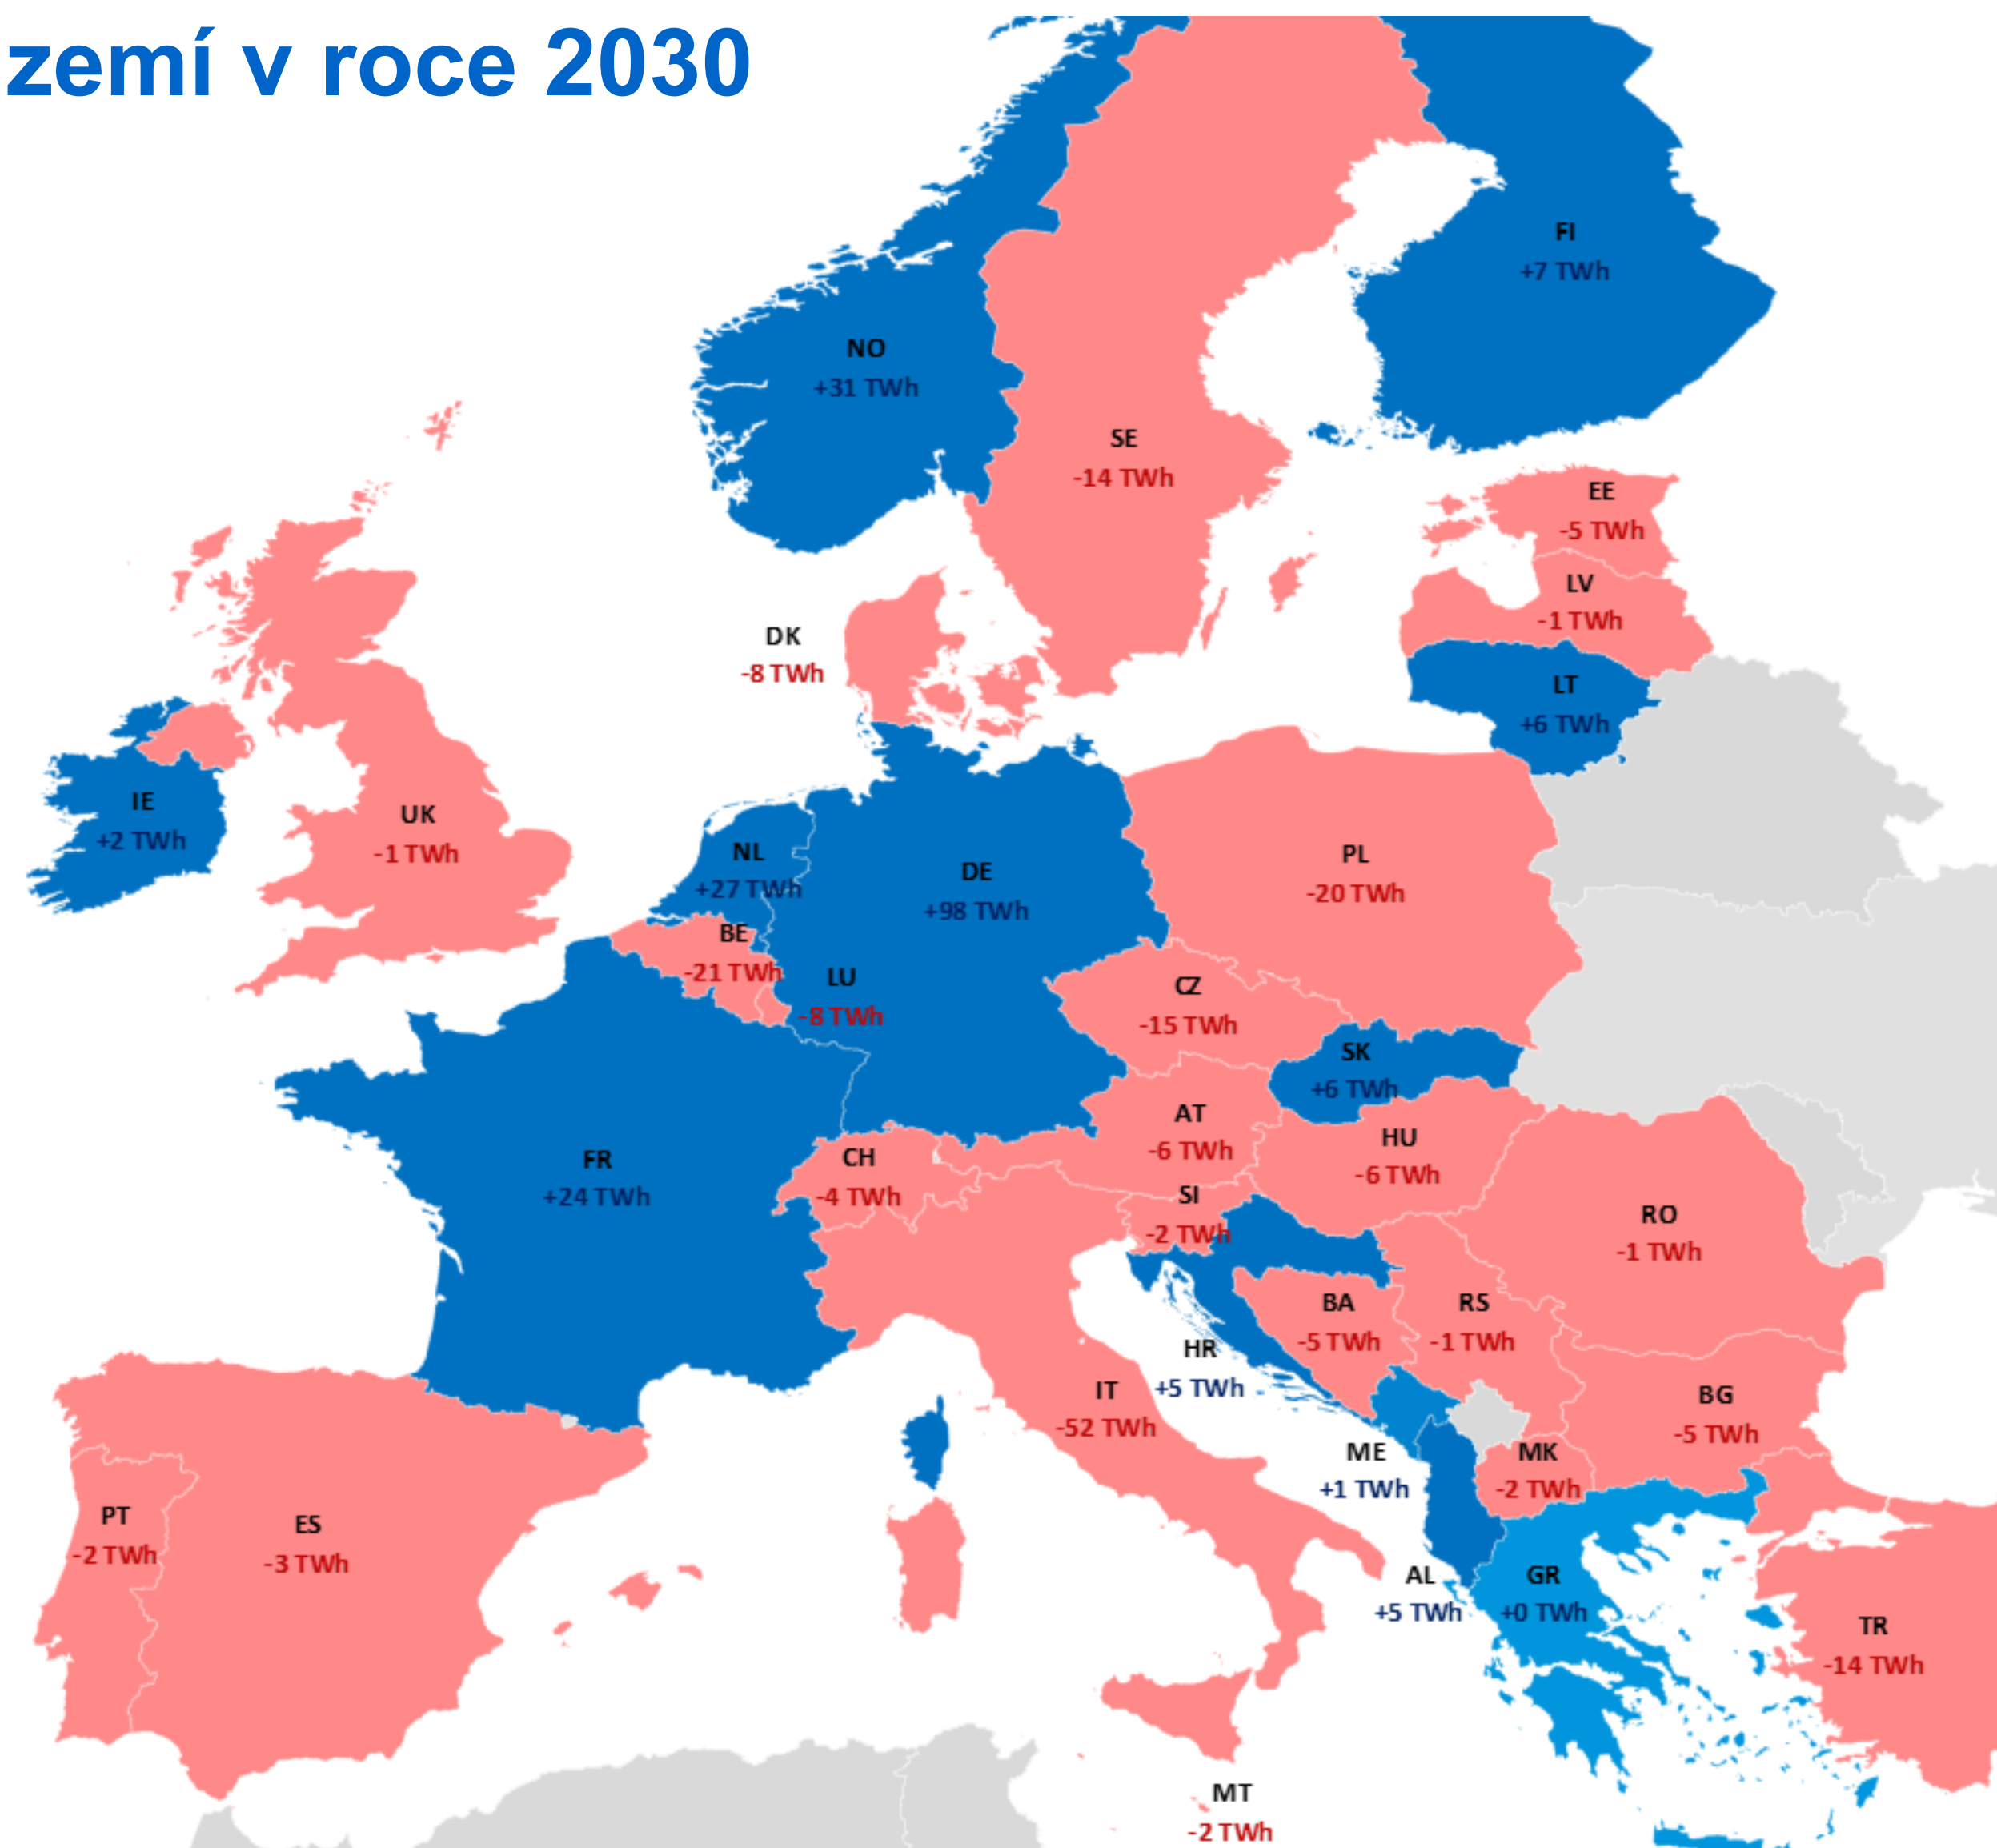 zemí v roce 2030
FI
+7 TWh
NO
+31 TWh
SE
-14 TWh
EE
-5 TWh
LV
-1 TWh
DK
-8 TWh
LT
+6 TWh
IE
+2 TWh
UK
-1 TWh
NL
+27 TWh
DE
+98 TWh
PL
-20 TWh
BE
-21 TWh
LU
-8 TWh
CZ
-15 TWh
SK
+6 TWh
AT
-6 TWh
HU
-6 TWh
FR
+24 TWh
CH
-4 TWh
SI
-2 TWh
RO
-1 TWh
BA
-5 TWh
RS
-1 TWh
HR
+5 TWh
IT
-52 TWh
BG
-5 TWh
ME
+1 TWh
MK
-2 TWh
PT
-2 TWh
ES
-3 TWh
AL
+5 TWh
GR
+0 TWh
TR
-14 TWh
MT
-2 TWh